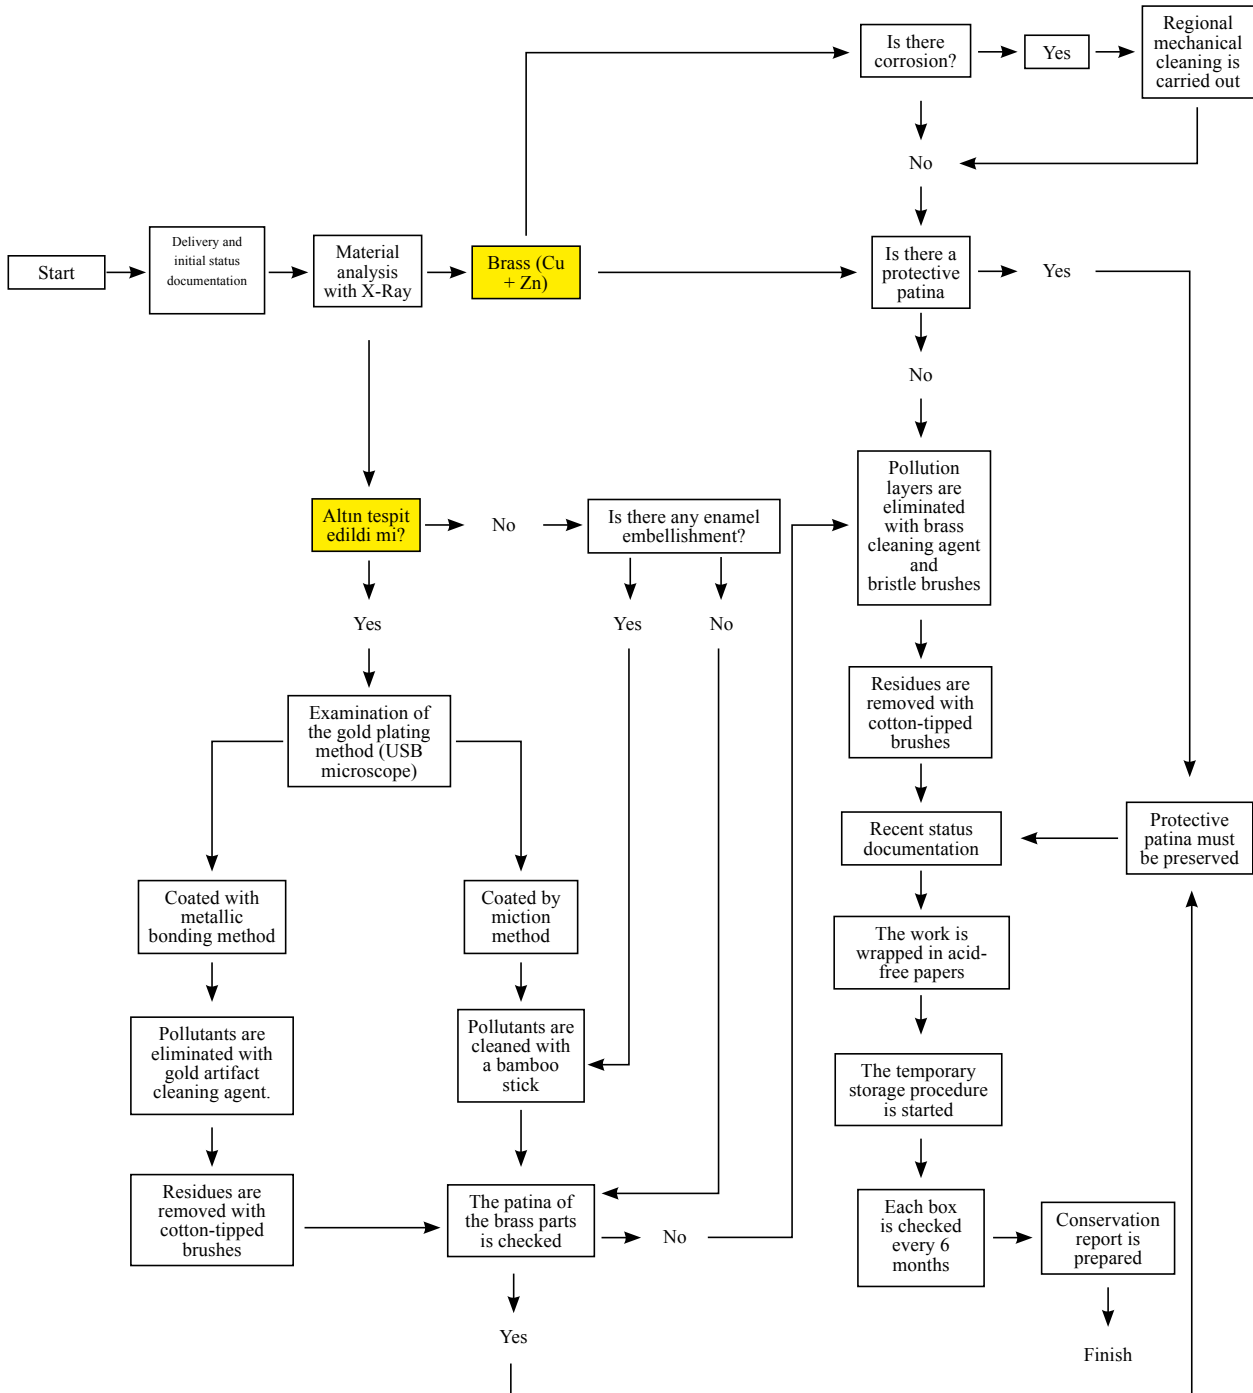 Is there
corrosion?
Yes
Regional
mechanical
cleaning is
carried out
No
Start
Delivery and
initial status
documentation
Material
analysis
with X-Ray
Brass (Cu
+ Zn)
Is there a
protective
patina
Yes
No
Altın tespit
edildi mi?
No
Is there any enamel
embellishment?
Pollution
layers are
eliminated
with brass
cleaning agent
and
bristle brushes
Yes
Yes
No
Examination of
the gold plating
method (USB
microscope)
Residues are
removed with
cotton-tipped
brushes
Recent status
documentation
Protective
patina must
be preserved
Coated with
metallic
bonding method
Coated by
miction
method
The work is
wrapped in acid-
free papers
Pollutants are
eliminated with
gold artifact
cleaning agent.
Pollutants are
cleaned with
a bamboo
stick
The temporary
storage procedure
is started
Residues are
removed with
cotton-tipped
brushes
The patina of
the brass parts
is checked
No
Each box
is checked
every 6
months
Conservation
report is
prepared
Yes
Finish